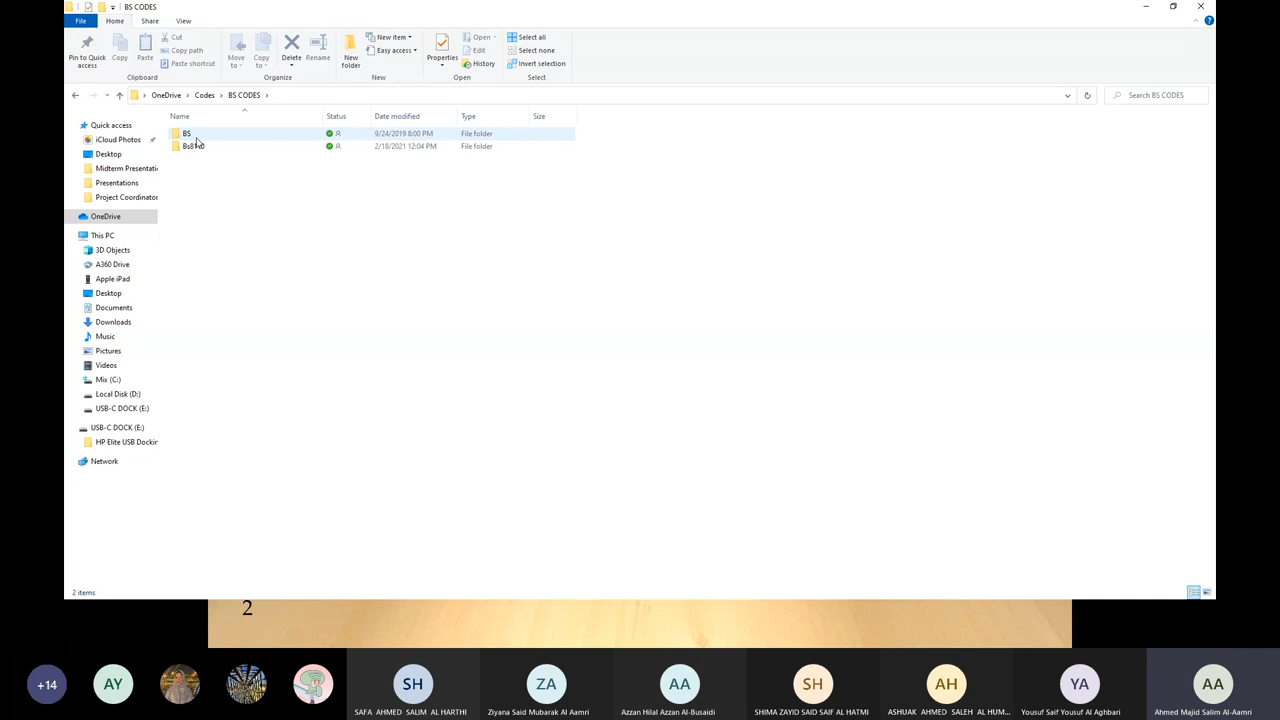 BS CODES
File Home Share View
Cut
Copy path
Paste shortcut
Pin to Quick access
Copy
Paste
Clipboard
Move to
Copy to
Delete
Rename
Organize
New folder
New item
Easy access
New
Properties
Open
Edit
History
Open
Select all
Select none
Invert selection
Select
OneDrive > Codes > BS CODES >
Search BS CODES
Name Status Date modified Type Size
BS 9/24/2019 8:00 PM File folder
2/18/2021 12:04 PM File folder
Quick access
iCloud Photos
Desktop
Midterm Presentati
Presentations
Project Coordinator
OneDrive
This PC
3D Objects
A360 Drive
Apple iPad
Desktop
Documents
Downloads
Music
Pictures
Videos
Mix (C:)
Local Disk (D:)
USB-C DOCK (E:)
USB-C DOCK (E:)
HP Elite USB Dockin
Network
2 items
2
+14 AY SH ZA AA SH AH YA AA
SAFA AHMED SALIM AL HARTHI
Ziyana Said Mubarak Al Aamri
Azzan Hilal Azzan Al-Busaidi
SHIMA ZAYID SAID SAIF AL HATMI
ASHUAK AHMED SALEH AL HUM...
Yousuf Saif Yousuf Al Aghbari
Ahmed Majid Salim Al-Aamri